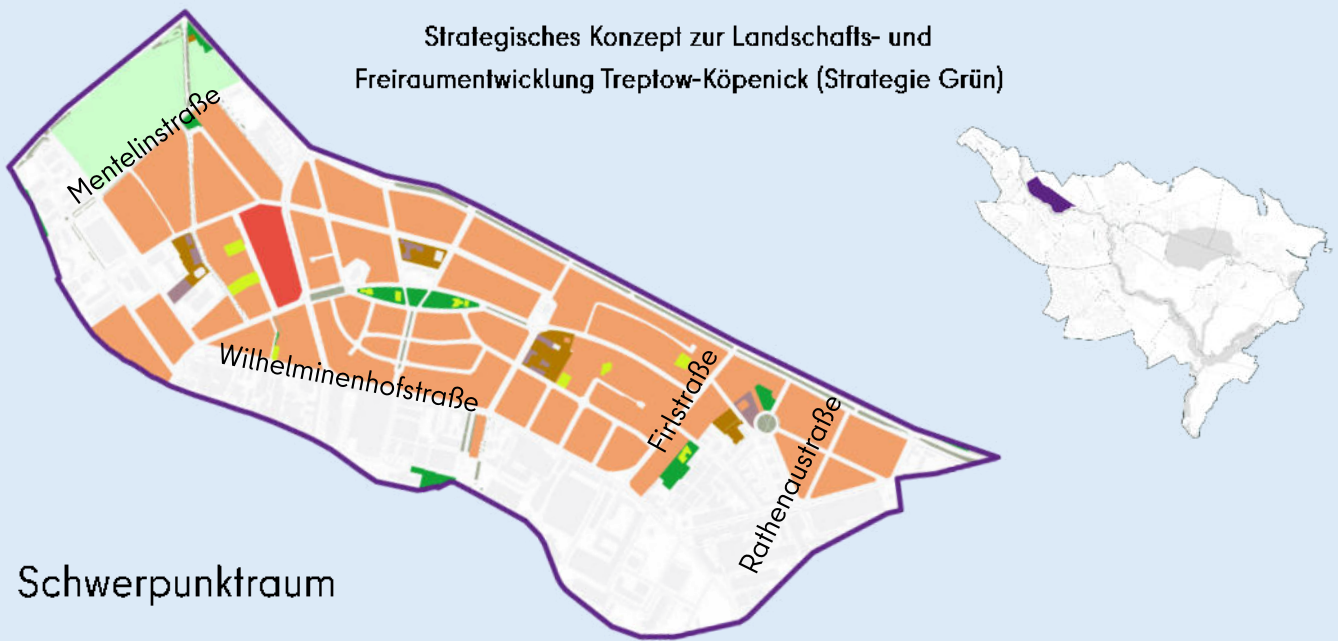 Strategisches Konzept zur Landschafts- und
Freiraumentwicklung Treptow-Köpenick (Strategie Grün)
Mentelinstraße
Wilhelminenhofstraße
Firlstraße
Rathenaustraße
Schwerpunktraum